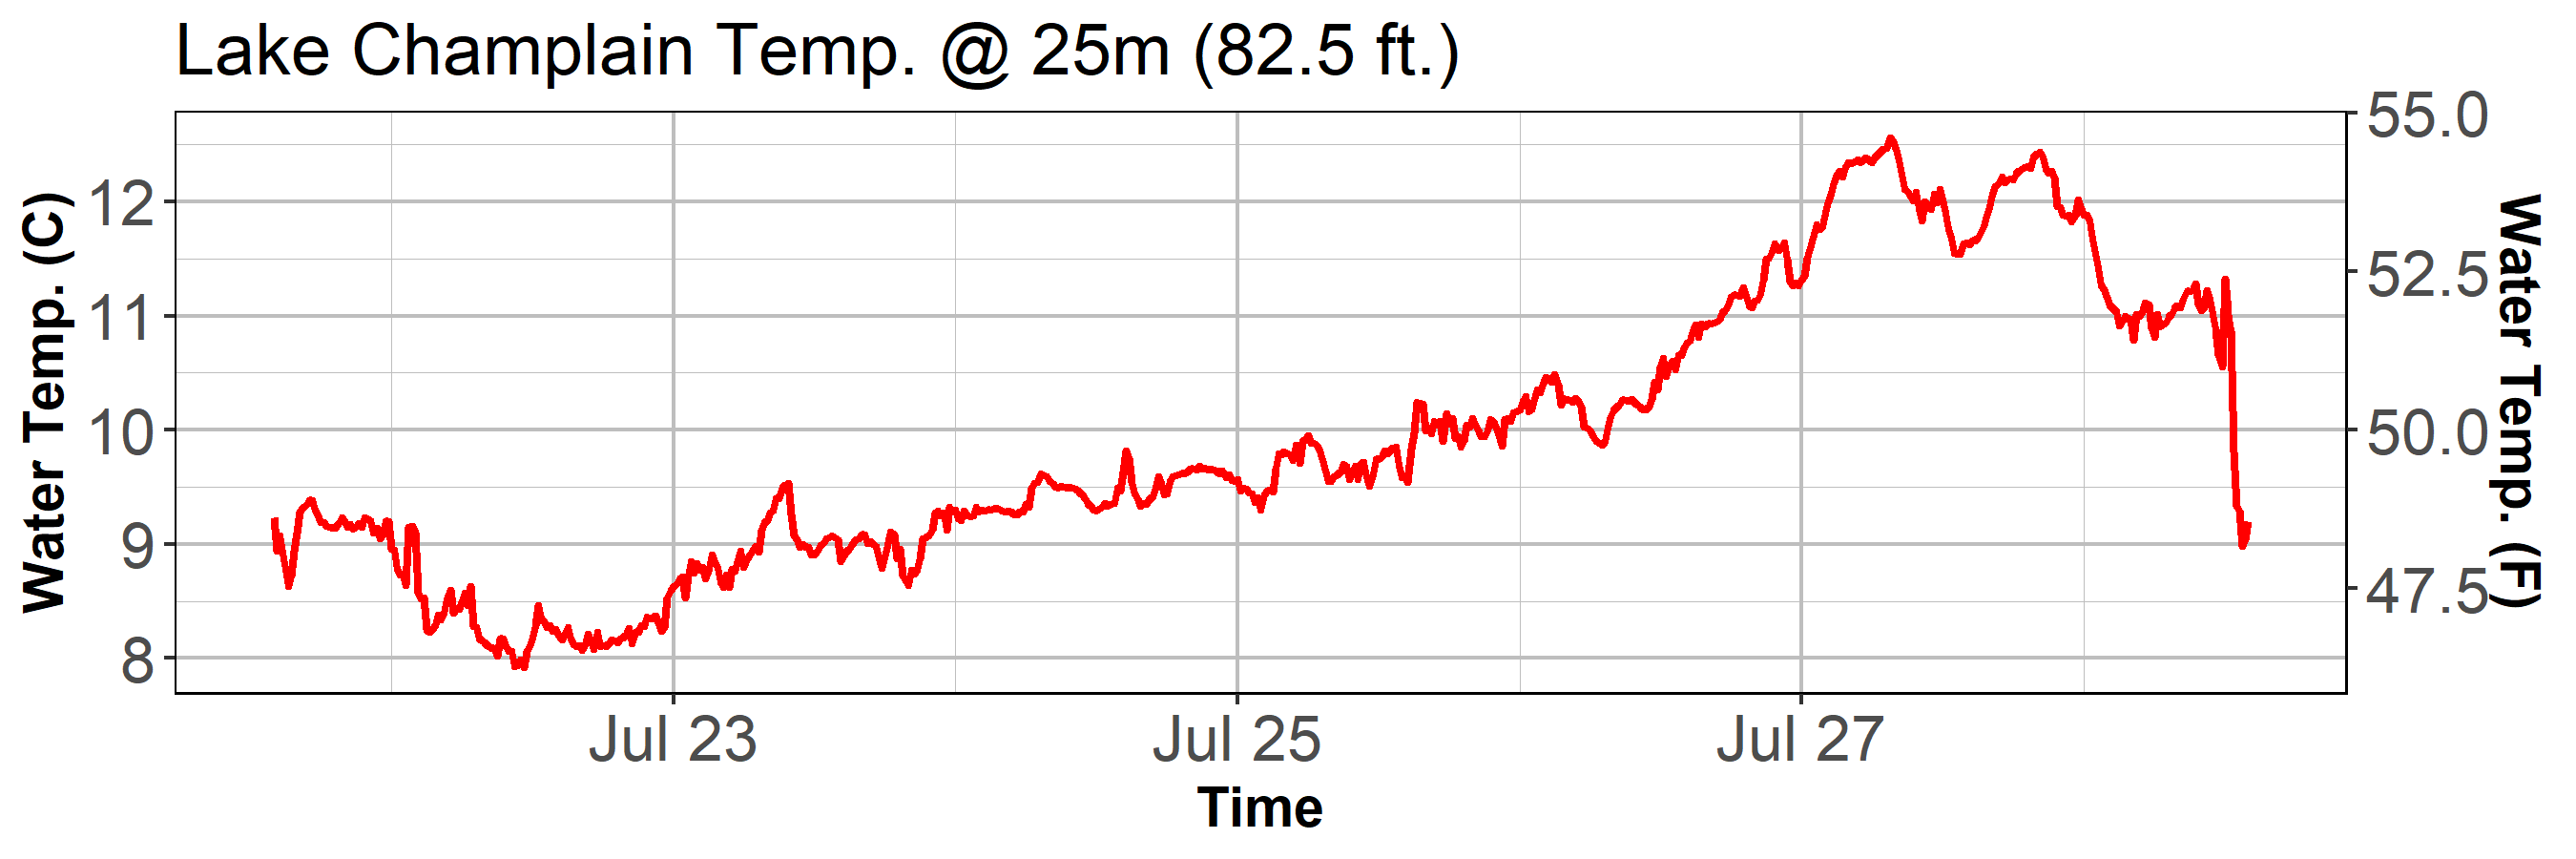 Lake Champlain Temp. @ 25m (82.5 ft.)
Water Temp. (C)
12
11
10
9
8
55.0
52.5
50.0
47.5
Water Temp. (F)
Jul 23
Jul 25
Jul 27
Time